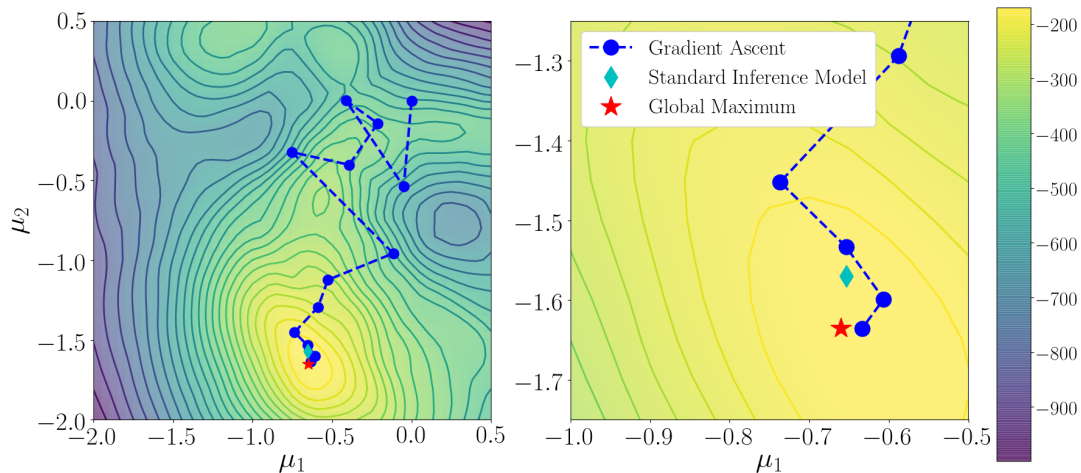 0.5
0.0
−0.5
−1.0
−1.5
−2.0
μ2
−2.0 −1.5 −1.0 −0.5 0.0 0.5
μ1
−1.3
−1.4
−1.5
−1.6
−1.7
Gradient Ascent
Standard Inference Model
Global Maximum
−1.0 −0.9 −0.8 −0.7 −0.6 −0.5
μ1
−200
−300
−400
−500
−600
−700
−800
−900